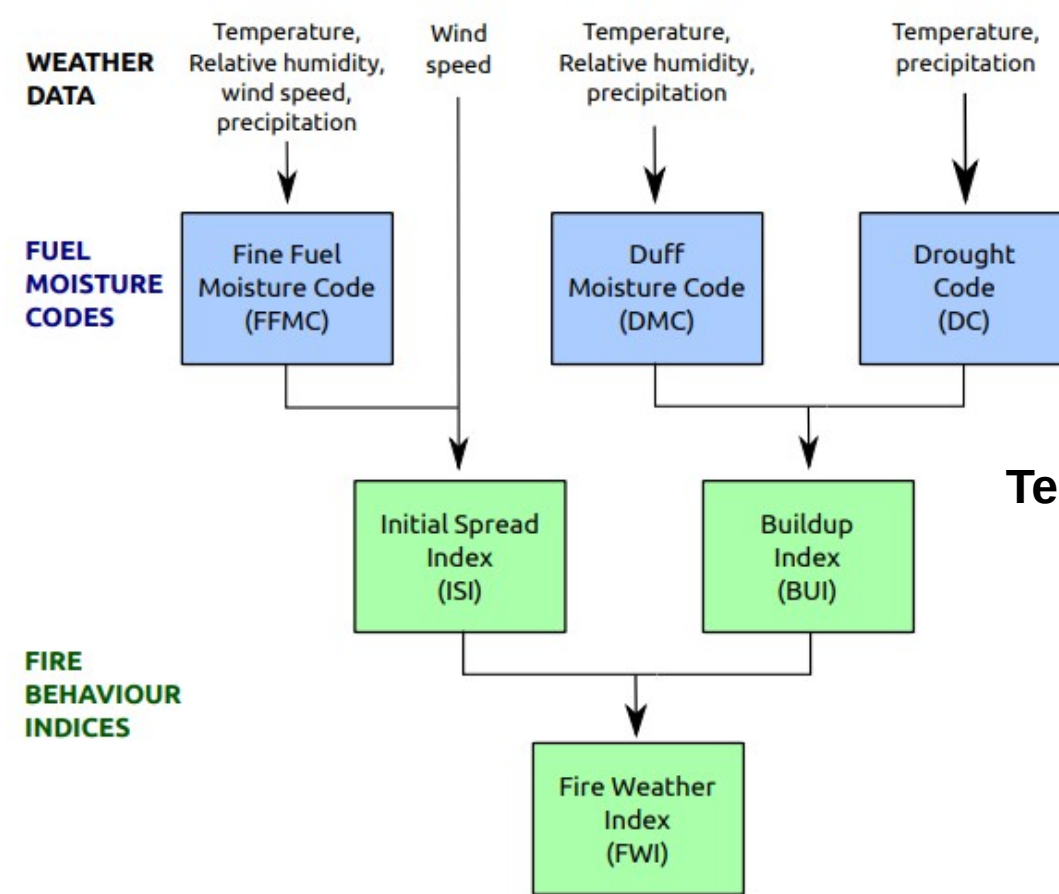 WEATHER
DATA
Temperature,
Relative humidity,
wind speed,
precipitation
Wind
speed
Temperature,
Relative humidity,
precipitation
Temperature,
precipitation
FUEL
MOISTURE
CODES
Fine Fuel
Moisture Code
(FFMC)
Duff
Moisture Code
(DMC)
Drought
Code
(DC)
Initial Spread
Index
(ISI)
Buildup
Index
(BUI)
Te
FIRE
BEHAVIOUR
INDICES
Fire Weather
Index
(FWI)